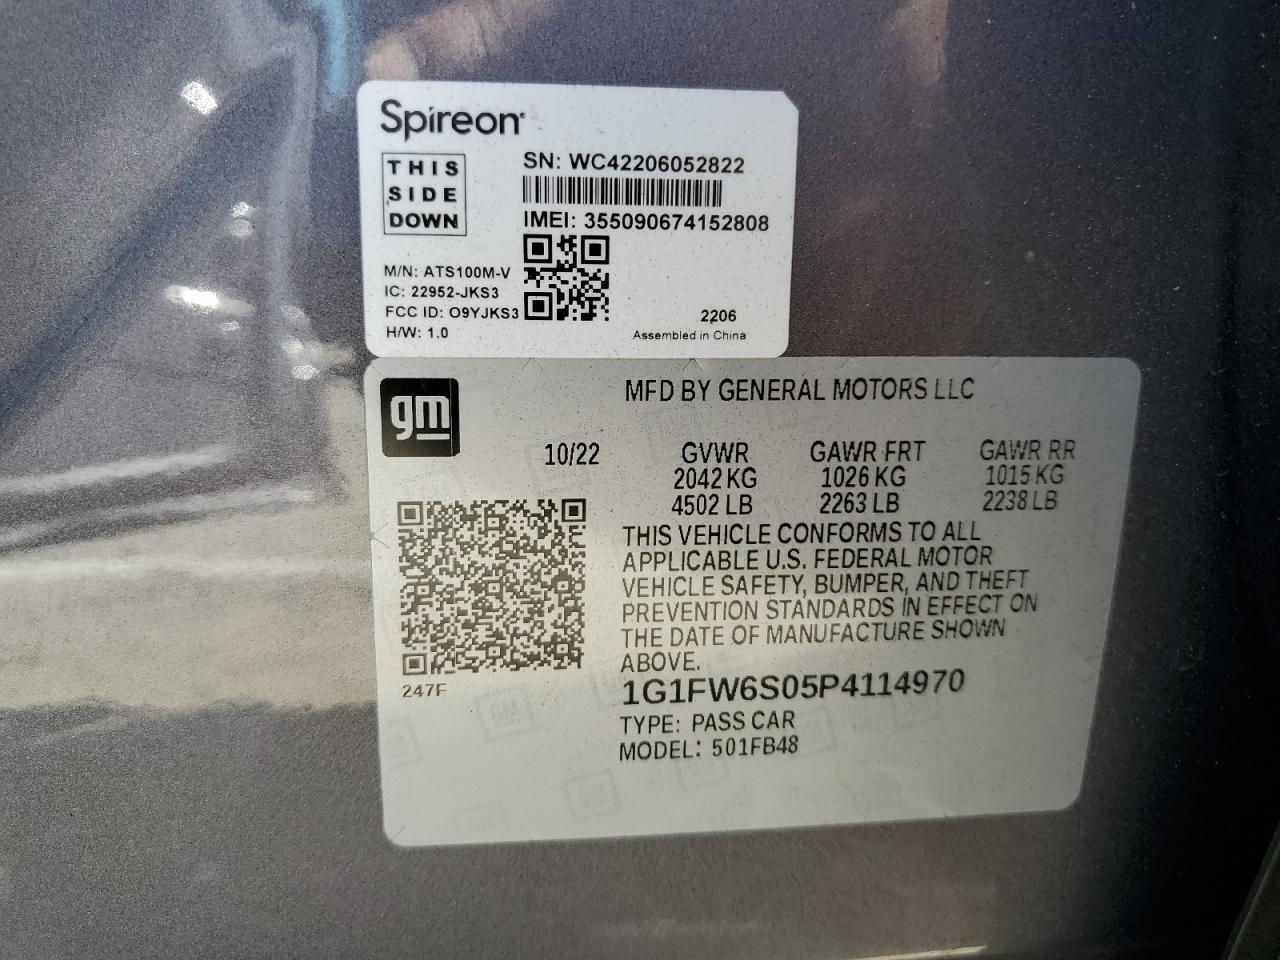 Spireon
THIS
SIDE
DOWN
SN: WC42206052822
IMEI: 355090674152808
M/N: ATS100M-V
IC: 22952-JKS3
FCC ID: O9YJKS3
H/W: 1.0
2206
Assembled in China
gm
MFD BY GENERAL MOTORS LLC
10/22 GVWR GAWR FRT GAWR RR
2042 KG 1026 KG 1015 KG
4502 LB 2263 LB 2238 LB
THIS VEHICLE CONFORMS TO ALL
APPLICABLE U.S. FEDERAL MOTOR
VEHICLE SAFETY, BUMPER, AND THEFT
PREVENTION STANDARDS IN EFFECT ON
THE DATE OF MANUFACTURE SHOWN
ABOVE.
247F
1G1FW6S05P4114970
TYPE: PASS CAR
MODEL: 501FB48